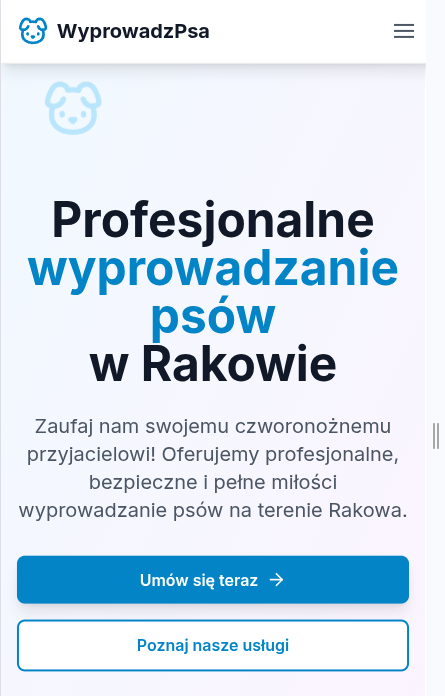 WyprowadzPsa
Profesjonalne
wyprowadzanie
psów
w Rakowie
Zaufaj nam swojemu czworonożnemu
przyjacielowi! Oferujemy profesjonalne,
bezpieczne i pełne miłości
wyprowadzanie psów na terenie Rakowa.
Umów się teraz
Poznaj nasze usługi